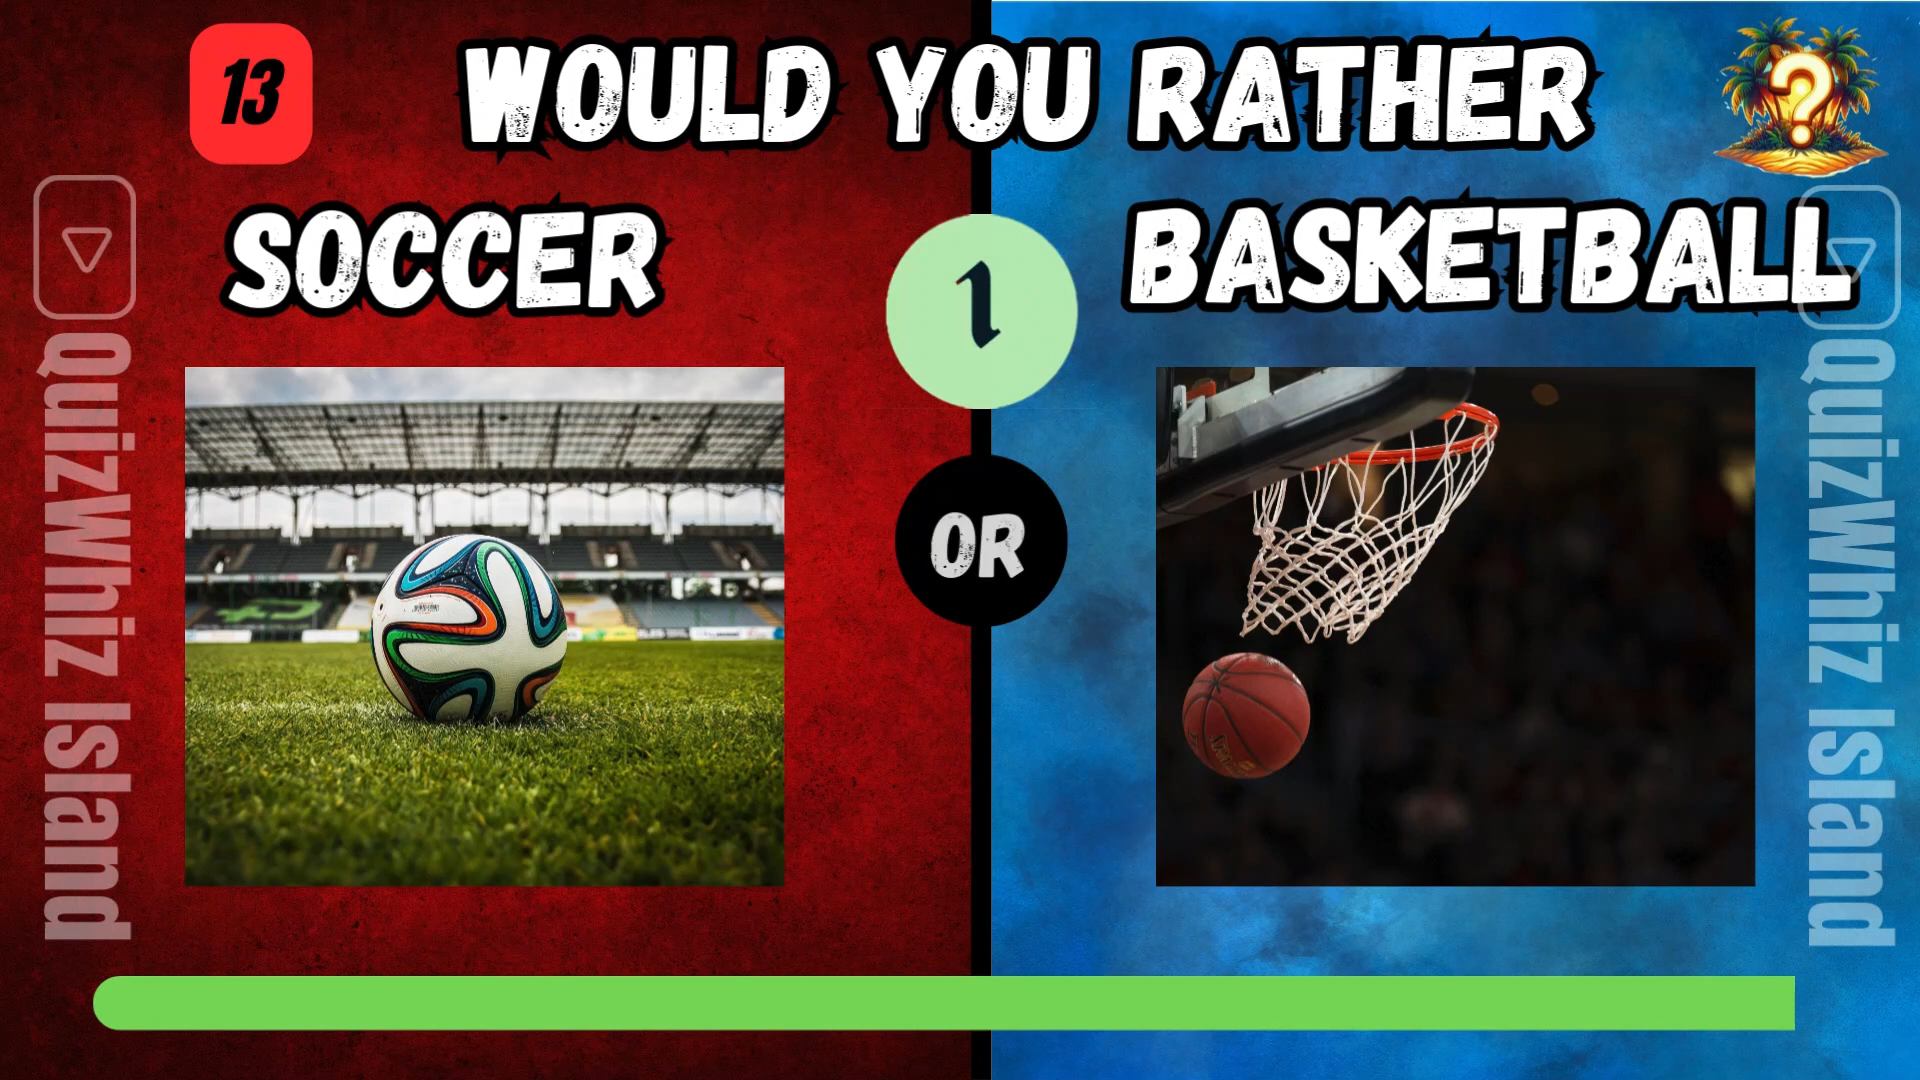 13
WOULD YOU RATHER
?
SOCCER
1
BASKETBALL
OR
QuizWhiz Island
QuizWhiz Island